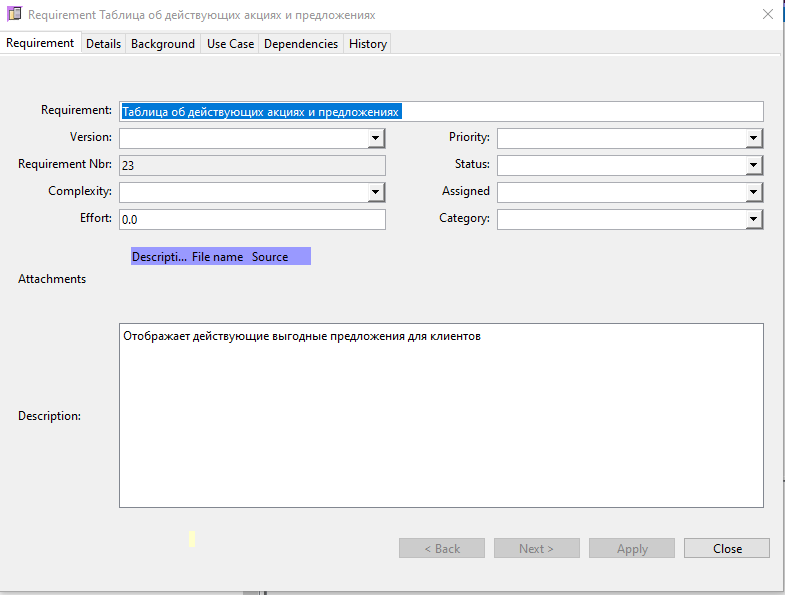 Requirement Таблица об действующих акциях и предложениях
Requirement Details Background Use Case Dependencies History
Requirement: Таблица об действующих акциях и предложениях
Version: Priority:
Requirement Nbr: 23 Status:
Complexity: Assigned
Effort: 0.0 Category:
Descripti... File name Source
Attachments
Отображает действующие выгодные предложения для клиентов
Description:
< Back Next > Apply Close